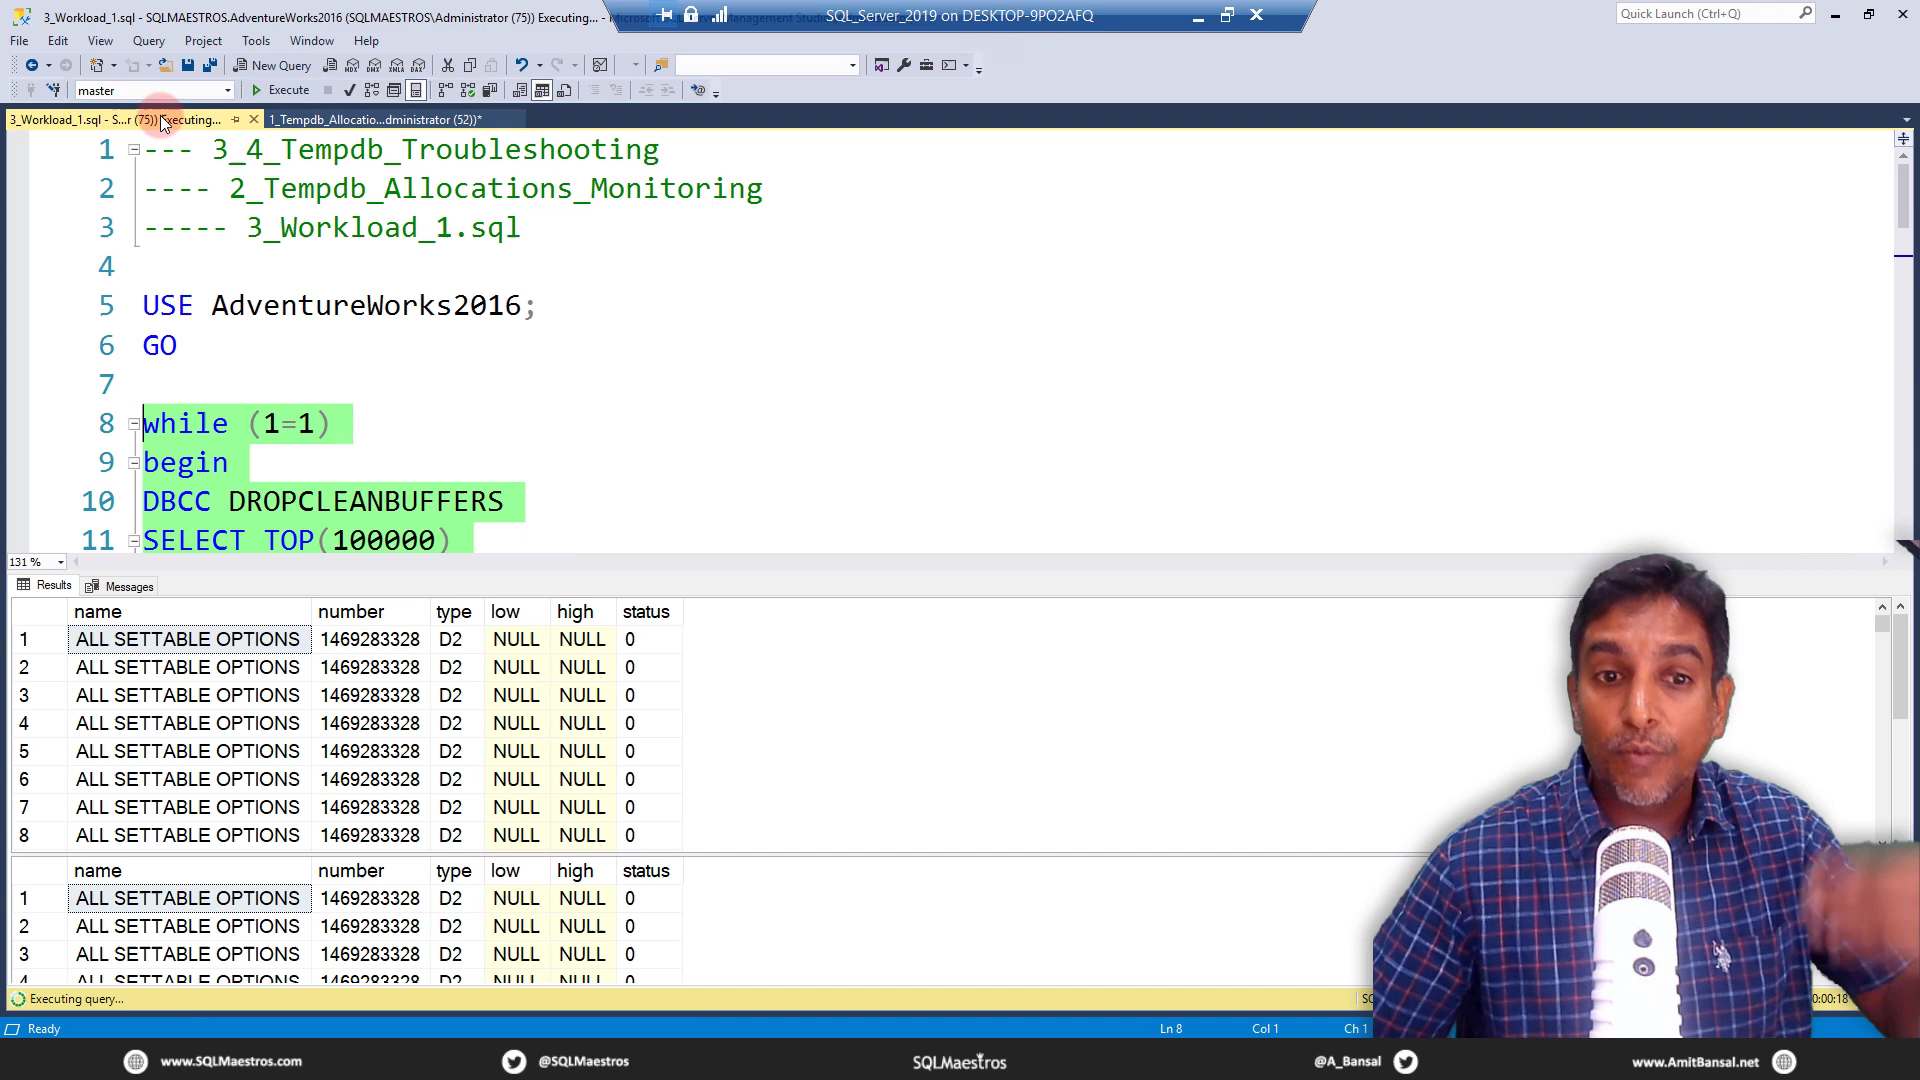 3_Workload_1.sql - SQLMAESTROS.AdventureWorks2016 (SQLMAESTROS\Administrator (75)) Executing...
SQL_Server_2019 on DESKTOP-9PO2AFQ
Quick Launch (Ctrl+Q)
File Edit View Query Project Tools Window Help
New Query
master
Execute
3_Workload_1.sql - S...r (75)) Executing...
1_Tempdb_Allocatio...dministrator (52))*
1 --- 3_4_Tempdb_Troubleshooting
2 ---- 2_Tempdb_Allocations_Monitoring
3 ----- 3_Workload_1.sql
4
5 USE AdventureWorks2016;
6 GO
7
8 while (1=1)
9 begin
10 DBCC DROPCLEANBUFFERS
11 SELECT TOP(100000)
131 %
Results Messages
name number type low high status
1 ALL SETTABLE OPTIONS 1469283328 D2 NULL NULL 0
2 ALL SETTABLE OPTIONS 1469283328 D2 NULL NULL 0
3 ALL SETTABLE OPTIONS 1469283328 D2 NULL NULL 0
4 ALL SETTABLE OPTIONS 1469283328 D2 NULL NULL 0
5 ALL SETTABLE OPTIONS 1469283328 D2 NULL NULL 0
6 ALL SETTABLE OPTIONS 1469283328 D2 NULL NULL 0
7 ALL SETTABLE OPTIONS 1469283328 D2 NULL NULL 0
8 ALL SETTABLE OPTIONS 1469283328 D2 NULL NULL 0
name number type low high status
1 ALL SETTABLE OPTIONS 1469283328 D2 NULL NULL 0
2 ALL SETTABLE OPTIONS 1469283328 D2 NULL NULL 0
3 ALL SETTABLE OPTIONS 1469283328 D2 NULL NULL 0
4 ALL SETTABLE OPTIONS 1469283328 D2 NULL NULL 0
Executing query...
0:00:18
Ready
Ln 8 Col 1 Ch 1
www.SQLMaestros.com
@SQLMaestros
SQLMaestros
@A_Bansal
www.AmitBansal.net